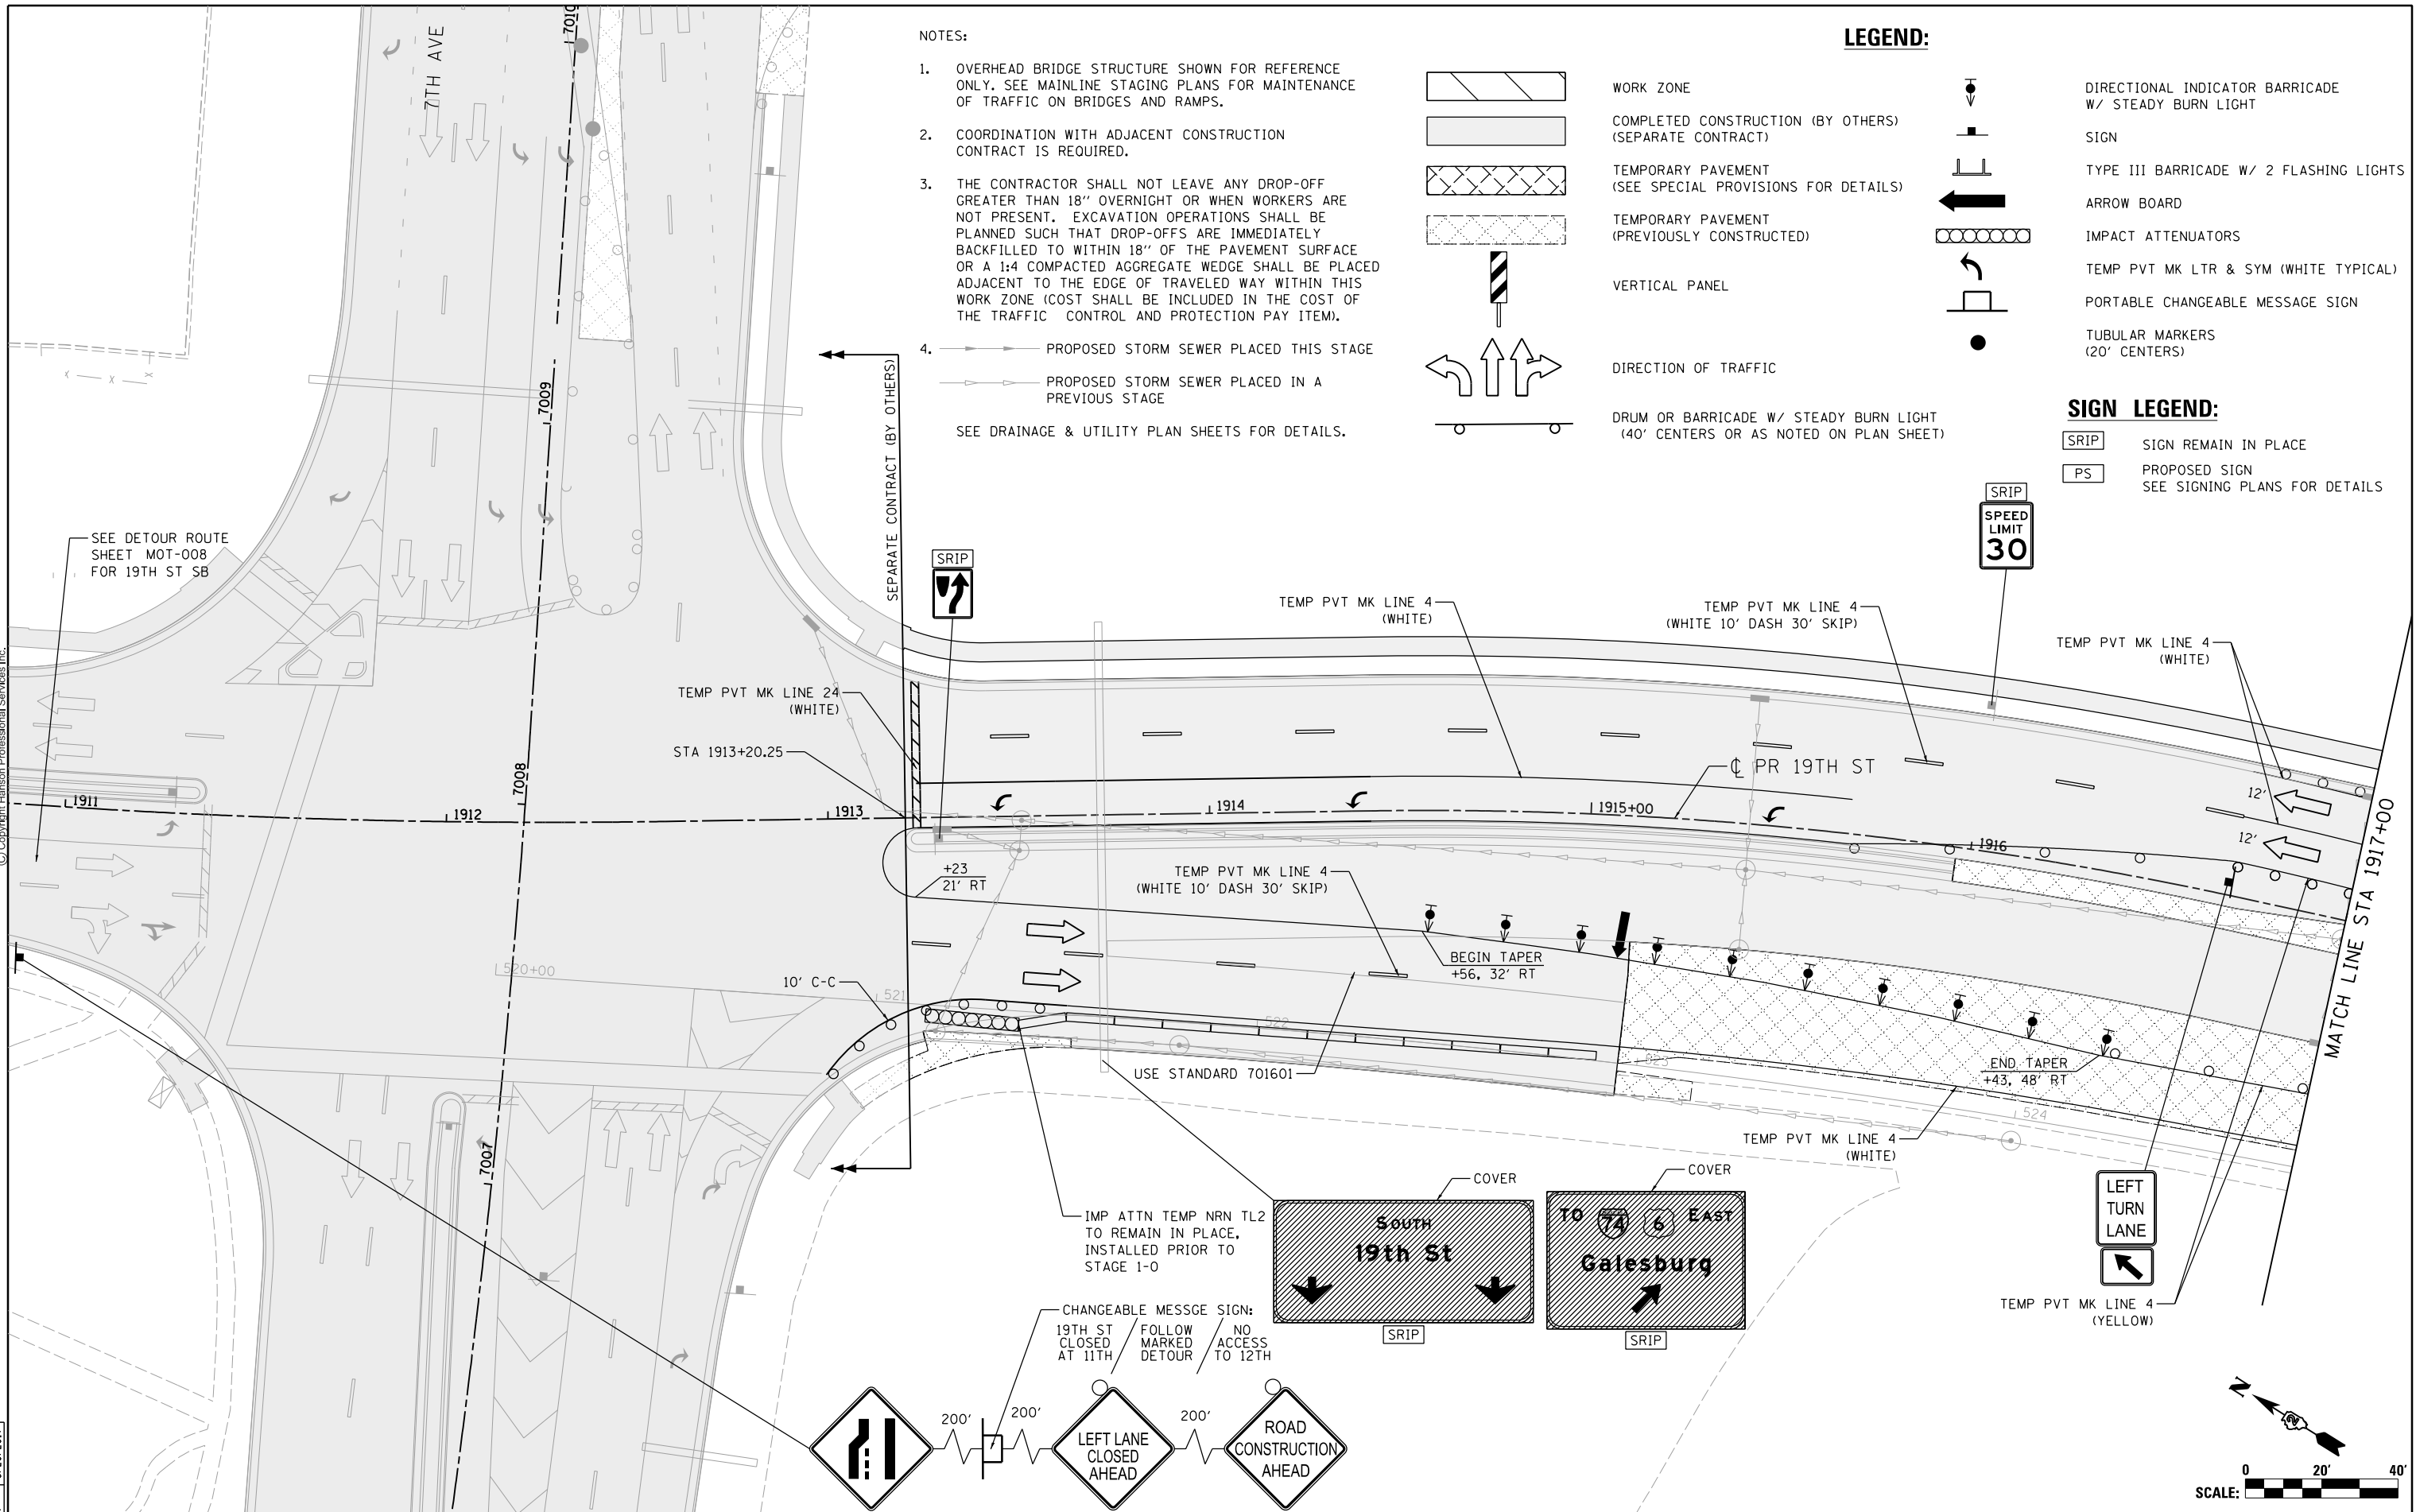 NOTES:
1. OVERHEAD BRIDGE STRUCTURE SHOWN FOR REFERENCE
ONLY. SEE MAINLINE STAGING PLANS FOR MAINTENANCE
OF TRAFFIC ON BRIDGES AND RAMPS.
2. COORDINATION WITH ADJACENT CONSTRUCTION
CONTRACT IS REQUIRED.
3. THE CONTRACTOR SHALL NOT LEAVE ANY DROP-OFF
GREATER THAN 18'' OVERNIGHT OR WHEN WORKERS ARE
NOT PRESENT. EXCAVATION OPERATIONS SHALL BE
PLANNED SUCH THAT DROP-OFFS ARE IMMEDIATELY
BACKFILLED TO WITHIN 18'' OF THE PAVEMENT SURFACE
OR A 1:4 COMPACTED AGGREGATE WEDGE SHALL BE PLACED
ADJACENT TO THE EDGE OF TRAVELED WAY WITHIN THIS
WORK ZONE (COST SHALL BE INCLUDED IN THE COST OF
THE TRAFFIC CONTROL AND PROTECTION PAY ITEM).
4. PROPOSED STORM SEWER PLACED THIS STAGE
PROPOSED STORM SEWER PLACED IN A
PREVIOUS STAGE
SEE DRAINAGE & UTILITY PLAN SHEETS FOR DETAILS.
LEGEND:
WORK ZONE
COMPLETED CONSTRUCTION (BY OTHERS)
(SEPARATE CONTRACT)
TEMPORARY PAVEMENT
(SEE SPECIAL PROVISIONS FOR DETAILS)
TEMPORARY PAVEMENT
(PREVIOUSLY CONSTRUCTED)
VERTICAL PANEL
DIRECTION OF TRAFFIC
DRUM OR BARRICADE W/ STEADY BURN LIGHT
(40' CENTERS OR AS NOTED ON PLAN SHEET)
DIRECTIONAL INDICATOR BARRICADE
W/ STEADY BURN LIGHT
SIGN
TYPE III BARRICADE W/ 2 FLASHING LIGHTS
ARROW BOARD
IMPACT ATTENUATORS
TEMP PVT MK LTR & SYM (WHITE TYPICAL)
PORTABLE CHANGEABLE MESSAGE SIGN
TUBULAR MARKERS
(20' CENTERS)
SIGN LEGEND:
SRIP SIGN REMAIN IN PLACE
PS PROPOSED SIGN
SEE SIGNING PLANS FOR DETAILS
7TH AVE
7010
7009
7008
7007
SEE DETOUR ROUTE
SHEET MOT-008
FOR 19TH ST SB
SEPARATE CONTRACT (BY OTHERS)
SRIP
SRIP
SPEED
LIMIT
30
TEMP PVT MK LINE 4
(WHITE)
TEMP PVT MK LINE 4
(WHITE 10' DASH 30' SKIP)
TEMP PVT MK LINE 4
(WHITE)
TEMP PVT MK LINE 24
(WHITE)
STA 1913+20.25
℄ PR 19TH ST
12'
12'
1911
1912
1913
1914
1915+00
1916
MATCH LINE STA 1917+00
+23
21' RT
TEMP PVT MK LINE 4
(WHITE 10' DASH 30' SKIP)
BEGIN TAPER
+56, 32' RT
10' C-C
520+00
521
522
523
524
USE STANDARD 701601
END TAPER
+43, 48' RT
TEMP PVT MK LINE 4
(WHITE)
COVER
COVER
SOUTH
19th St
SRIP
TO 74 6 EAST
Galesburg
SRIP
LEFT
TURN
LANE
TEMP PVT MK LINE 4
(YELLOW)
IMP ATTN TEMP NRN TL2
TO REMAIN IN PLACE,
INSTALLED PRIOR TO
STAGE 1-0
CHANGEABLE MESSGE SIGN:
19TH ST
CLOSED
AT 11TH
FOLLOW
MARKED
DETOUR
NO
ACCESS
TO 12TH
200'
200'
200'
LEFT LANE
CLOSED
AHEAD
ROAD
CONSTRUCTION
AHEAD
N
2
SCALE: 0 20' 40'
(C) Copyright Hanson Professional Services Inc.